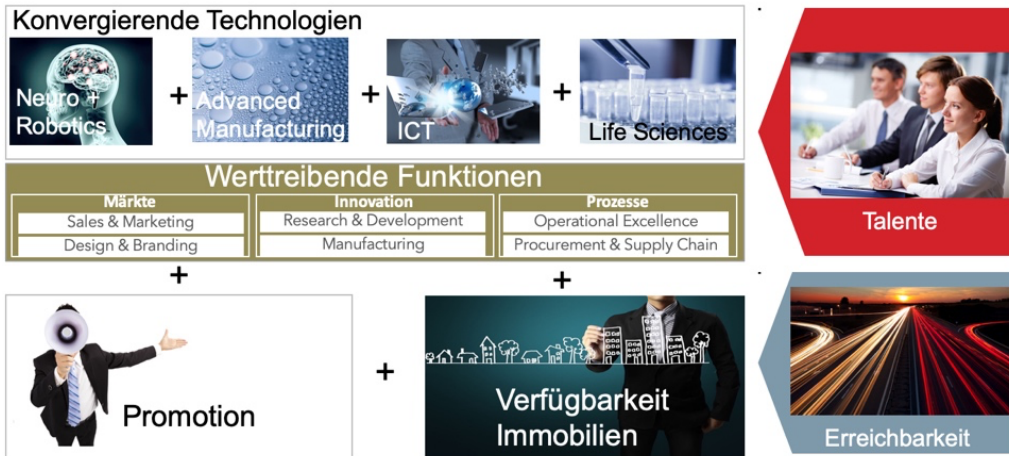 Konvergierende Technologien
Neuro +
Robotics
+
Advanced
Manufacturing
+
ICT
+
Life Sciences
Werttreibende Funktionen
Märkte
Sales & Marketing
Design & Branding
Innovation
Research & Development
Manufacturing
Prozesse
Operational Excellence
Procurement & Supply Chain
+
+
Promotion
+
Verfügbarkeit
Immobilien
Talente
Erreichbarkeit